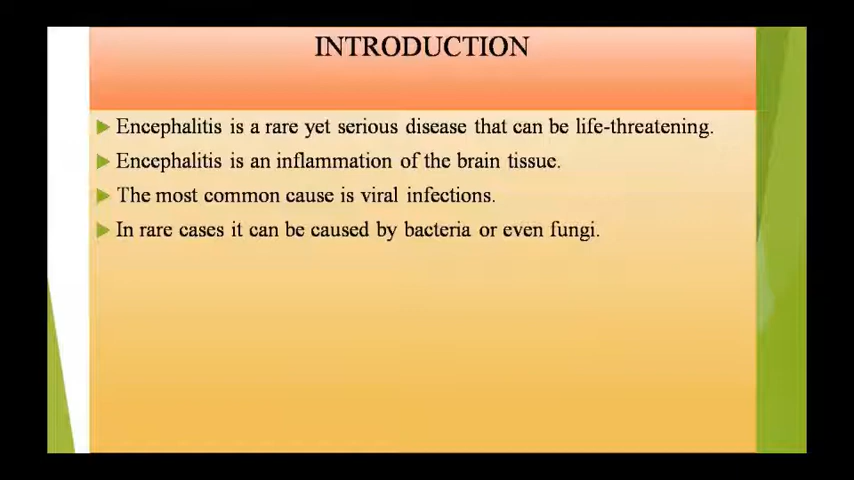 INTRODUCTION
Encephalitis is a rare yet serious disease that can be life-threatening.
Encephalitis is an inflammation of the brain tissue.
The most common cause is viral infections.
In rare cases it can be caused by bacteria or even fungi.